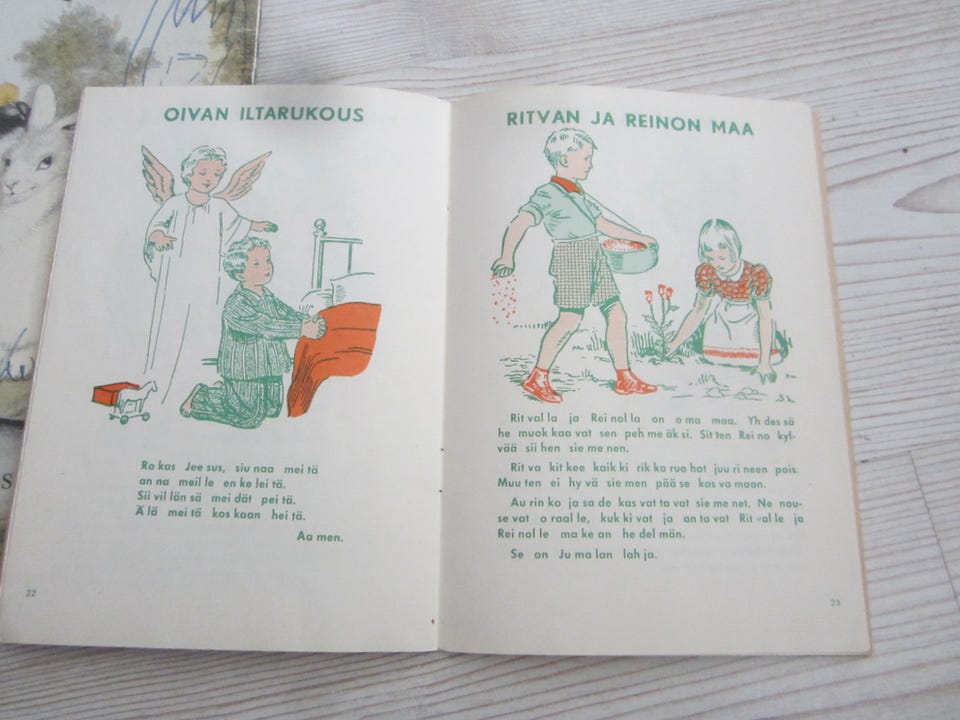 OIVAN ILTARUKOUS
Ra kas Jee sus, siu naa mei tä
an na meil le en ke lei tä.
Sii vil län sä mei dät pei tä.
Ä lä mei tä kos kaan hei tä.
Aa men.
22
RITVAN JA REINON MAA
Rit val la ja Rei nol la on o ma maa. Yh des sä
he muok kaa vat sen peh me äk si. Sit ten Rei no kyl-
vää sii hen sie me nen.
Rit va kit kee kaik ki rik ka ruo hot juu ri neen pois.
Muu ten ei hy vä sie men pää se kas va maan.
Au rin ko ja sa de kas vat ta vat sie me net. Ne nou-
se vat o raal le, kuk ki vat ja an ta vat Rit val le ja
Rei nol le ma ke an he del män.
Se on Ju ma lan lah ja.
23